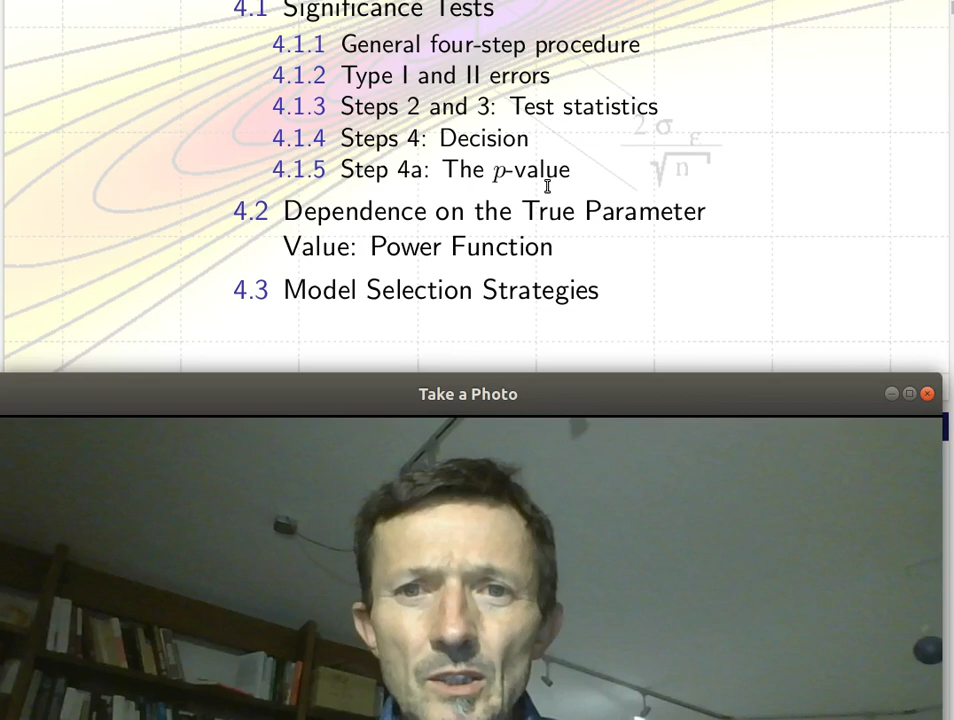 4.1 Significance Tests
4.1.1 General four-step procedure
4.1.2 Type I and II errors
4.1.3 Steps 2 and 3: Test statistics
4.1.4 Steps 4: Decision
4.1.5 Step 4a: The p-value
2 σ ε
√n
4.2 Dependence on the True Parameter
Value: Power Function
4.3 Model Selection Strategies
Take a Photo